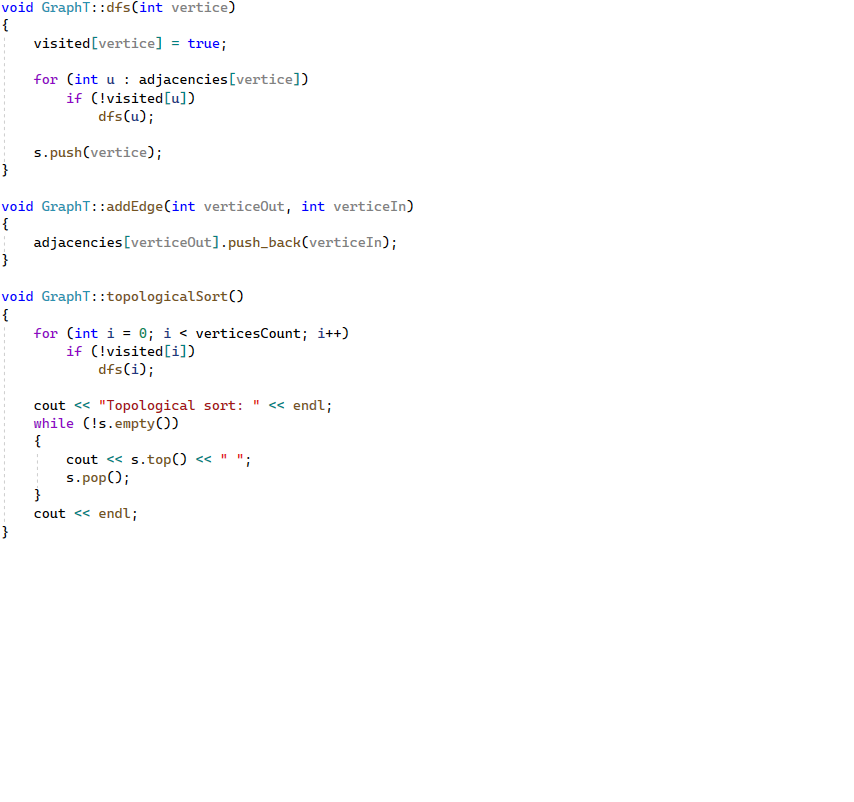 void GraphT::dfs(int vertice)
{
    visited[vertice] = true;

    for (int u : adjacencies[vertice])
        if (!visited[u])
            dfs(u);

    s.push(vertice);
}

void GraphT::addEdge(int verticeOut, int verticeIn)
{
    adjacencies[verticeOut].push_back(verticeIn);
}

void GraphT::topologicalSort()
{
    for (int i = 0; i < verticesCount; i++)
        if (!visited[i])
            dfs(i);

    cout << "Topological sort: " << endl;
    while (!s.empty())
    {
        cout << s.top() << " ";
        s.pop();
    }
    cout << endl;
}